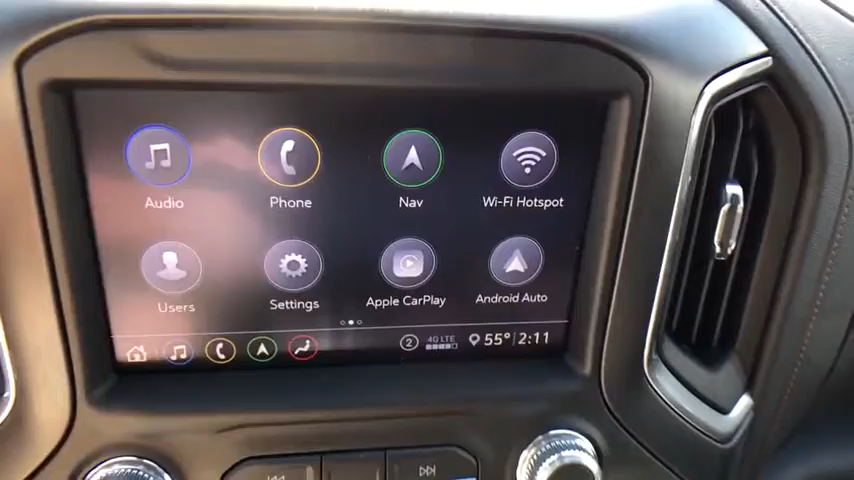 Audio
Phone
Nav
Wi-Fi Hotspot
Users
Settings
Apple CarPlay
Android Auto
2
4G LTE
55°
2:11